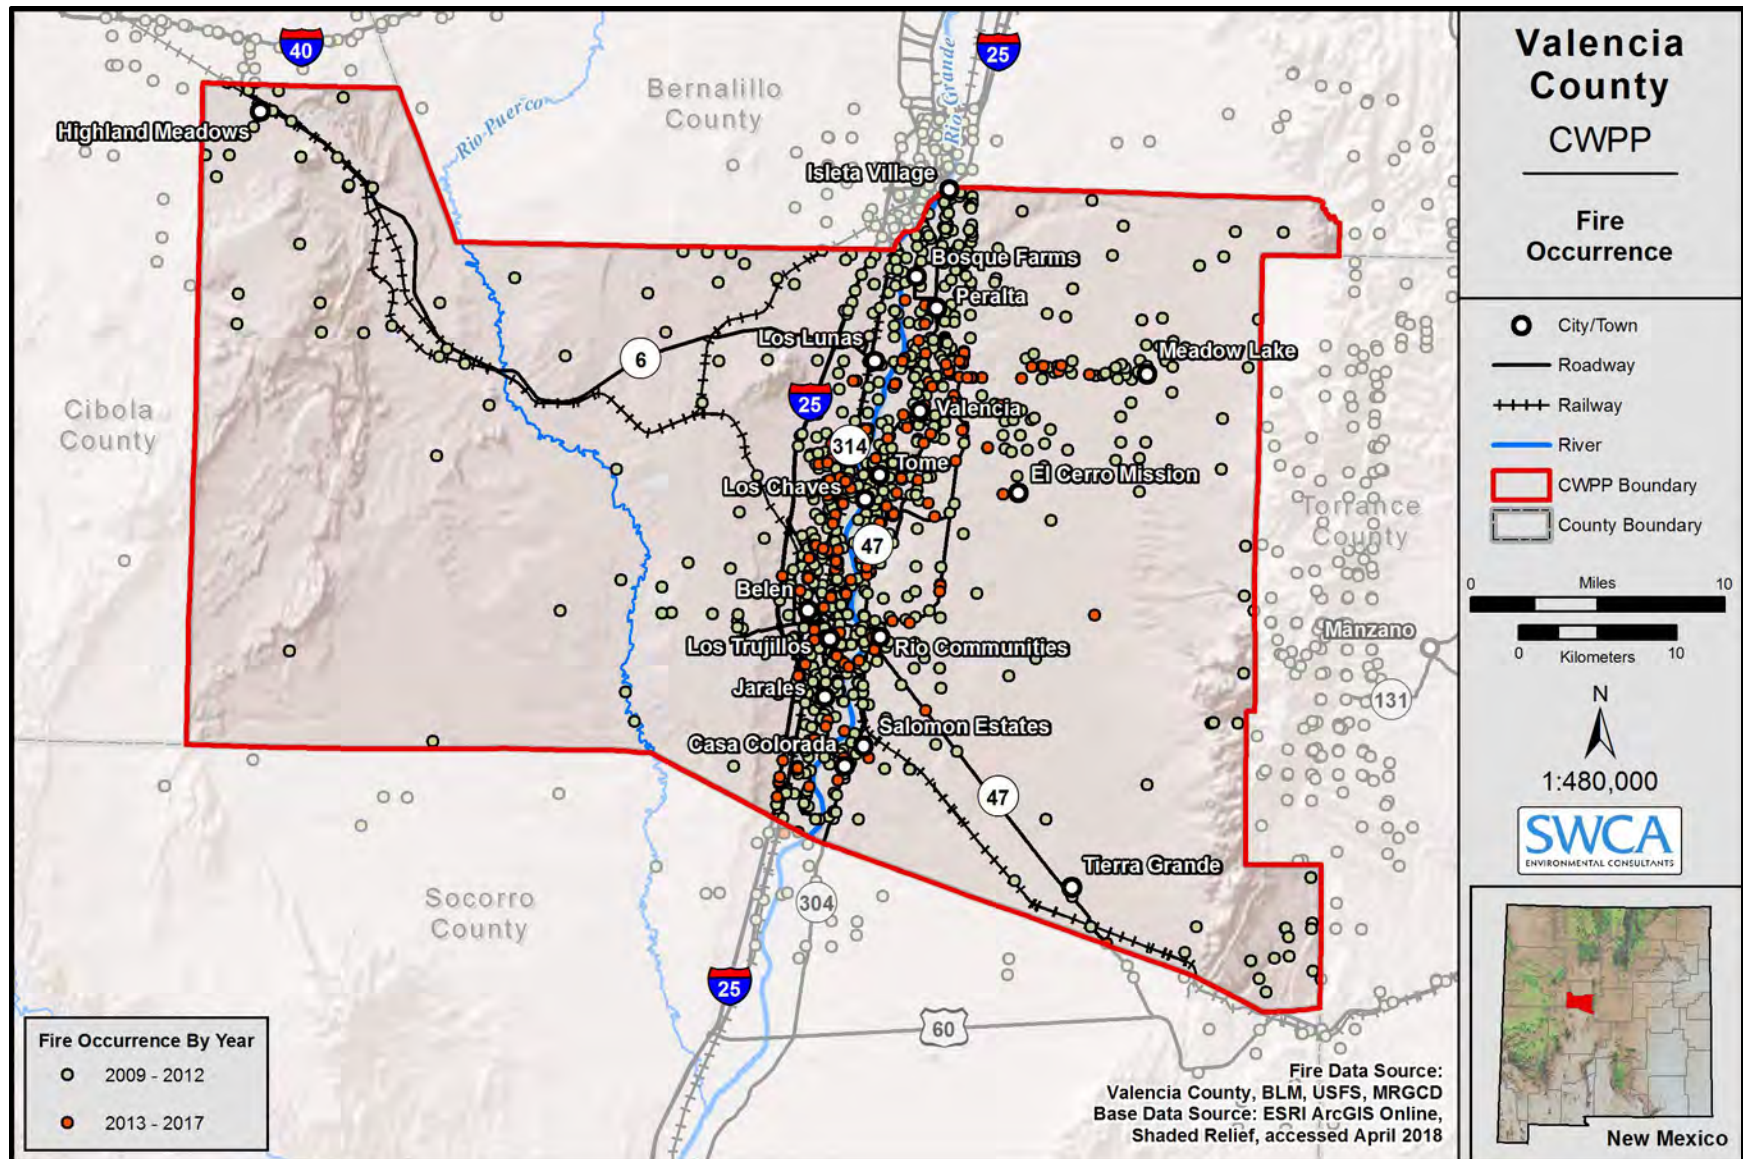 Valencia
County
CWPP
Fire
Occurrence
City/Town
Roadway
Railway
River
CWPP Boundary
County Boundary
0 Miles 10
0 Kilometers 10
N
1:480,000
SWCA
ENVIRONMENTAL CONSULTANTS
New Mexico
40
25
Bernalillo
County
Rio Puerco
Rio Grande
Highland Meadows
Isleta Village
Bosque Farms
Peralta
Los Lunas
Meadow Lake
6
25
Valencia
Cibola
County
314
Tome
El Cerro Mission
Los Chaves
Torrance
County
47
Belen
Los Trujillos
Rio Communities
Manzano
Jarales
131
Salomon Estates
Casa Colorada
47
Tierra Grande
304
Socorro
County
25
60
Fire Occurrence By Year
2009 - 2012
2013 - 2017
Fire Data Source:
Valencia County, BLM, USFS, MRGCD
Base Data Source: ESRI ArcGIS Online,
Shaded Relief, accessed April 2018